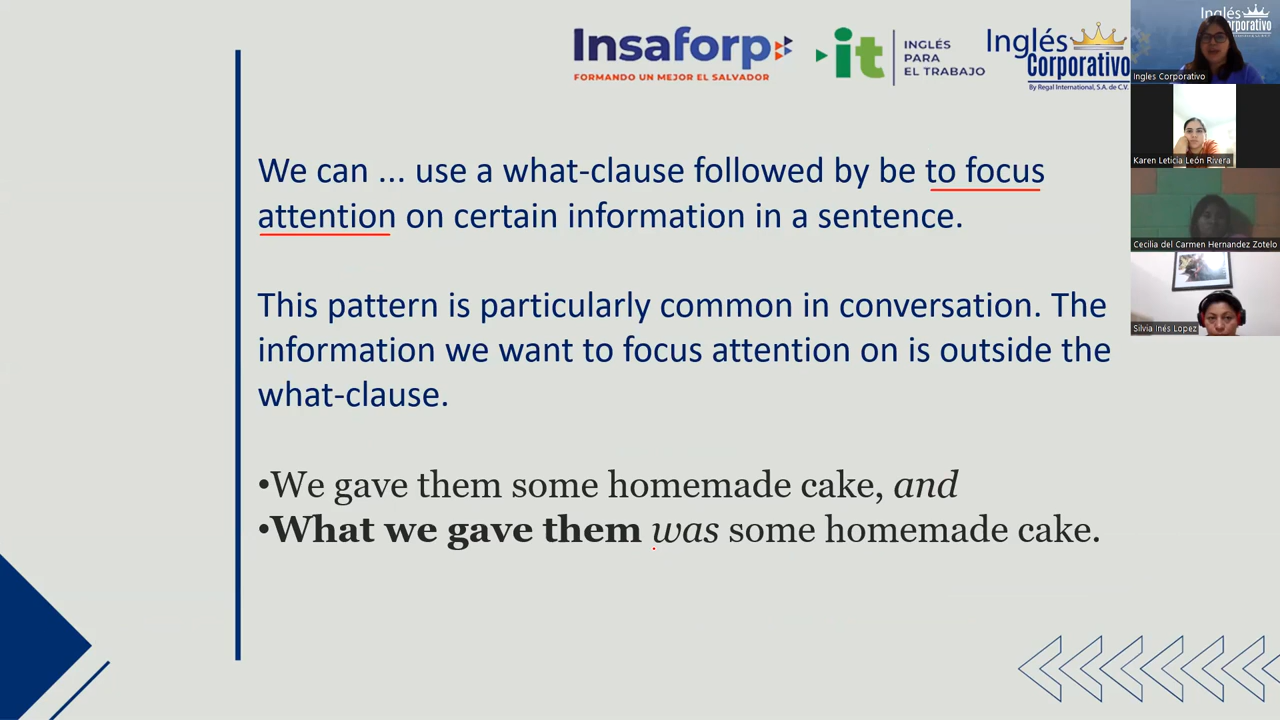 Insaforp
FORMANDO UN MEJOR EL SALVADOR
it
INGLÉS
PARA
EL TRABAJO
Inglés
Corporativo
By Regal International, S.A. de C.V.
Inglés
Corporativo
Ingles Corporativo
Karen Leticia León Rivera
Cecilia del Carmen Hernandez Zotelo
Silvia Inés Lopez
We can ... use a what-clause followed by be to focus
attention on certain information in a sentence.
This pattern is particularly common in conversation. The
information we want to focus attention on is outside the
what-clause.
•We gave them some homemade cake, and
•What we gave them was some homemade cake.